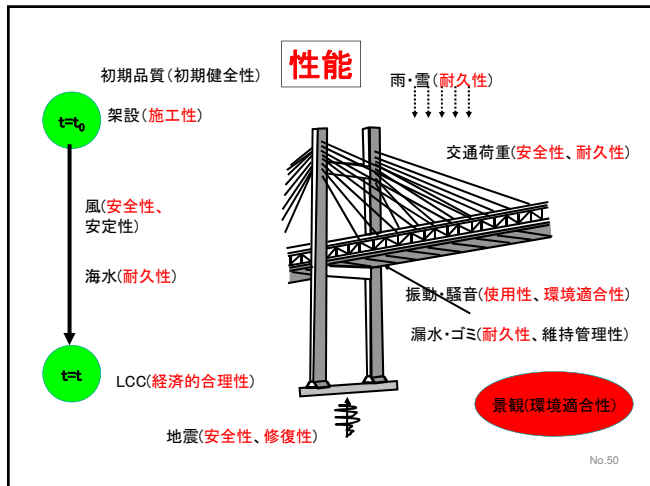 性能
初期品質(初期健全性)
雨・雪(耐久性)
t=t₀
架設(施工性)
交通荷重(安全性、耐久性)
風(安全性、
安定性)
海水(耐久性)
振動・騒音(使用性、環境適合性)
漏水・ゴミ(耐久性、維持管理性)
t=t
LCC(経済的合理性)
景観(環境適合性)
地震(安全性、修復性)
No.50